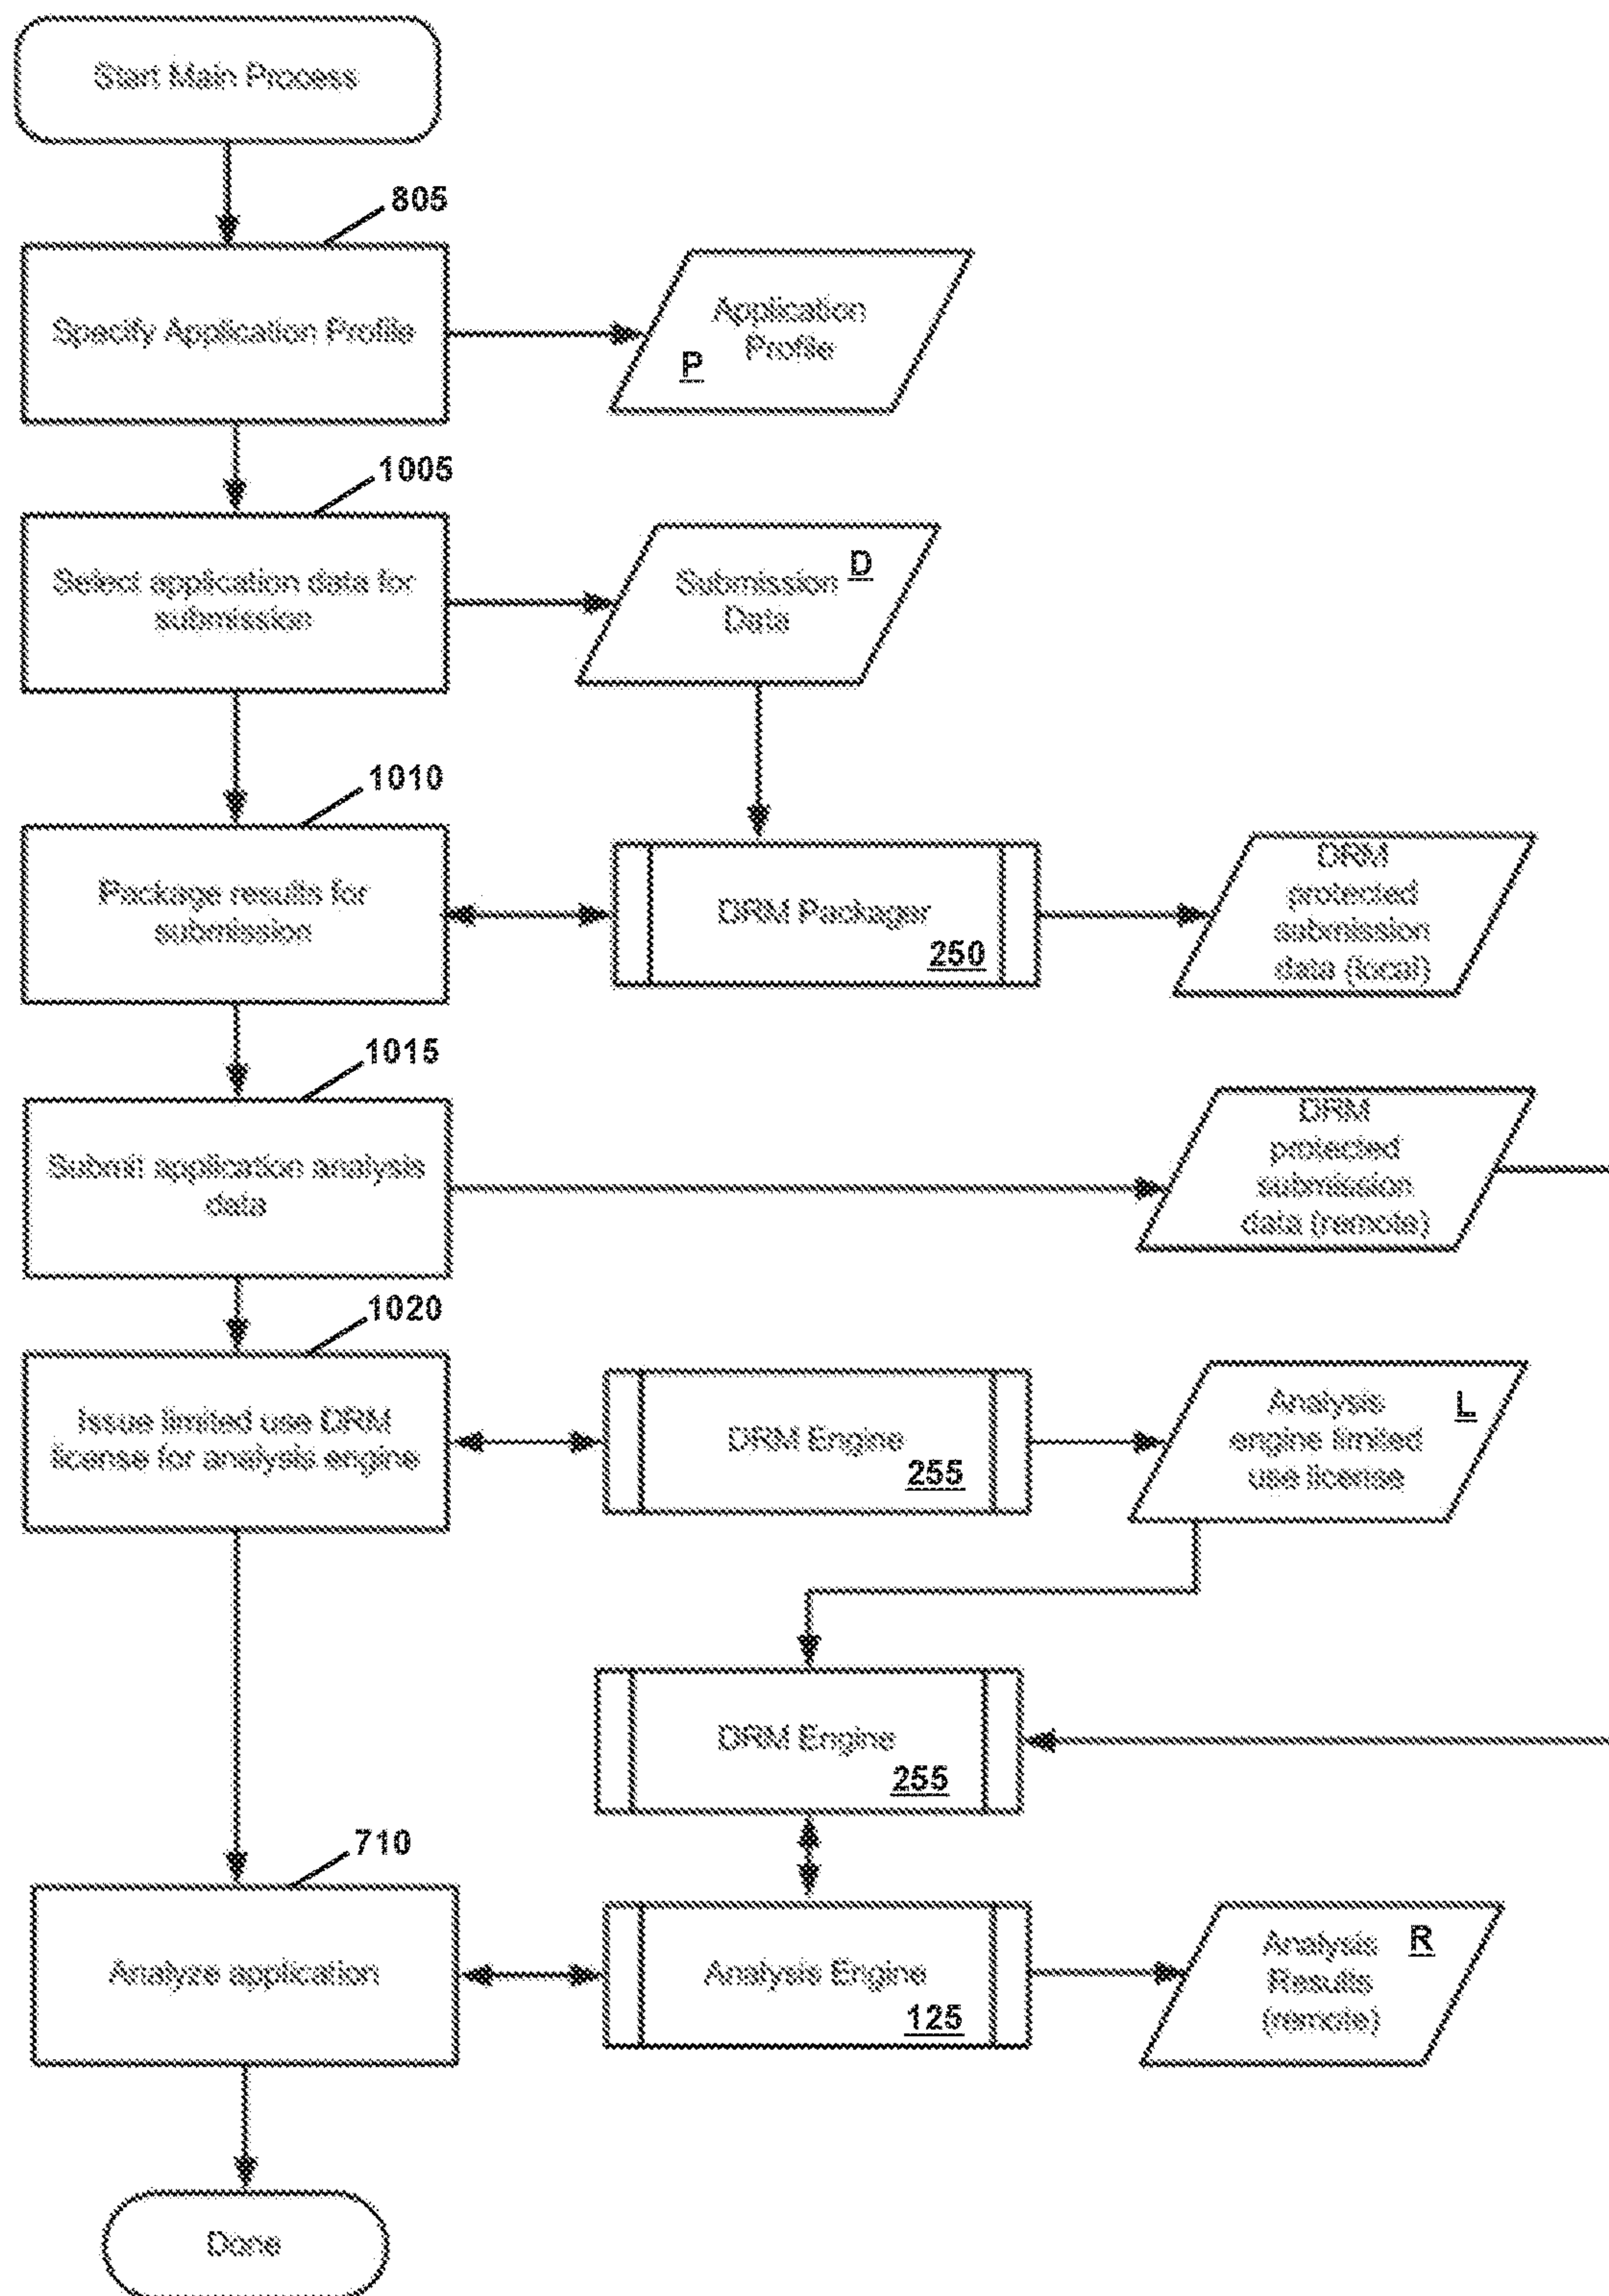 Start Main Process
805
Specify Application Profile
Application
Profile
P
1005
Select application data for
submission
Submission
Data
D
1010
Package results for
submission
DRM Packager
250
DRM
protected
submission
data (local)
1015
Submit application analysis
data
DRM
protected
submission
data (remote)
1020
Issue limited use DRM
license for analysis engine
DRM Engine
255
Analysis
engine limited
use license
L
DRM Engine
255
710
Analyze application
Analysis Engine
125
Analysis
Results
(remote)
R
Done